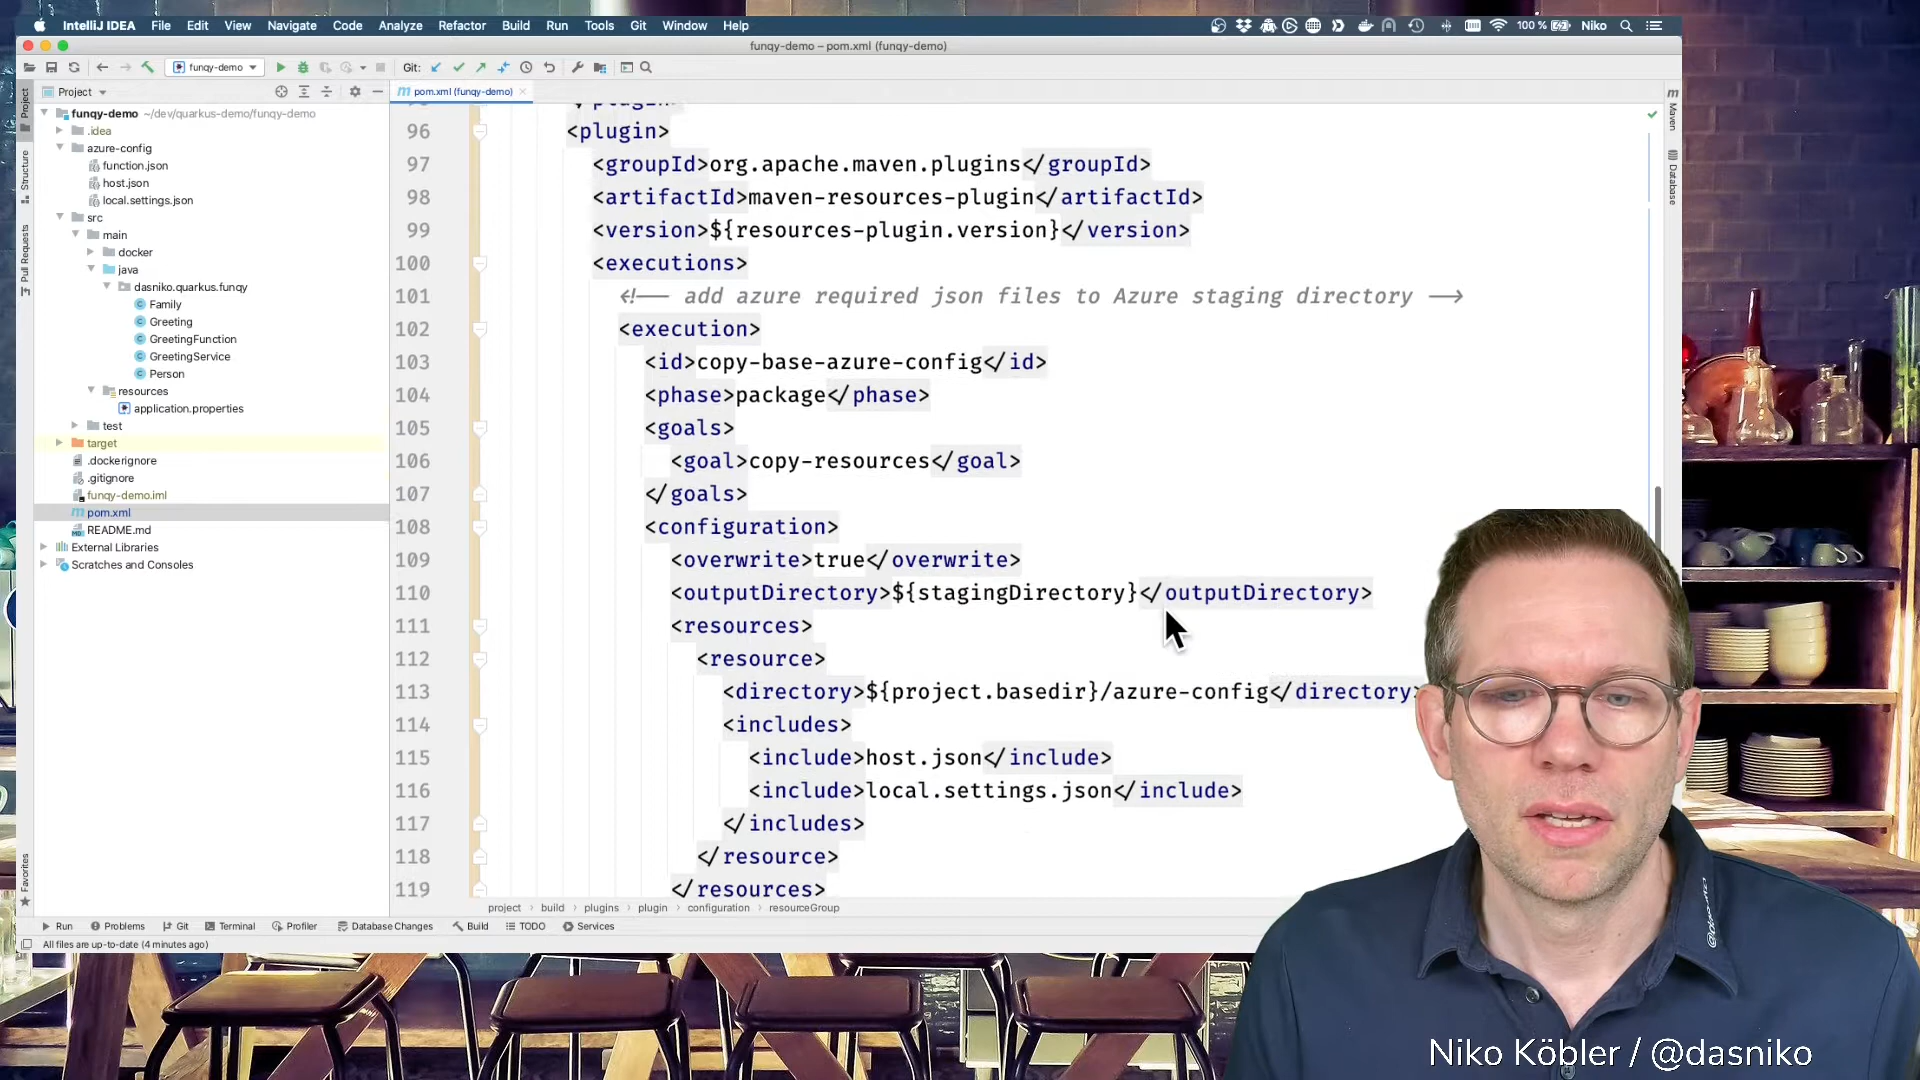 IntelliJ IDEA File Edit View Navigate Code Analyze Refactor Build Run Tools Git Window Help 100 % Niko
funqy-demo – pom.xml (funqy-demo)
funqy-demo Git:
Project
pom.xml (funqy-demo)
Project
Structure
Pull Requests
Favorites
Maven
Database
funqy-demo ~/dev/quarkus-demo/funqy-demo
.idea
azure-config
function.json
host.json
local.settings.json
src
main
docker
java
dasniko.quarkus.funqy
Family
Greeting
GreetingFunction
GreetingService
Person
resources
application.properties
test
target
.dockerignore
.gitignore
funqy-demo.iml
pom.xml
README.md
External Libraries
Scratches and Consoles
96 <plugin>
97 <groupId>org.apache.maven.plugins</groupId>
98 <artifactId>maven-resources-plugin</artifactId>
99 <version>${resources-plugin.version}</version>
100 <executions>
101 <!-- add azure required json files to Azure staging directory -->
102 <execution>
103 <id>copy-base-azure-config</id>
104 <phase>package</phase>
105 <goals>
106 <goal>copy-resources</goal>
107 </goals>
108 <configuration>
109 <overwrite>true</overwrite>
110 <outputDirectory>${stagingDirectory}</outputDirectory>
111 <resources>
112 <resource>
113 <directory>${project.basedir}/azure-config</directory>
114 <includes>
115 <include>host.json</include>
116 <include>local.settings.json</include>
117 </includes>
118 </resource>
119 </resources>
project › build › plugins › plugin › configuration › resourceGroup
Run Problems Git Terminal Profiler Database Changes Build TODO Services
All files are up-to-date (4 minutes ago)
Niko Köbler / @dasniko